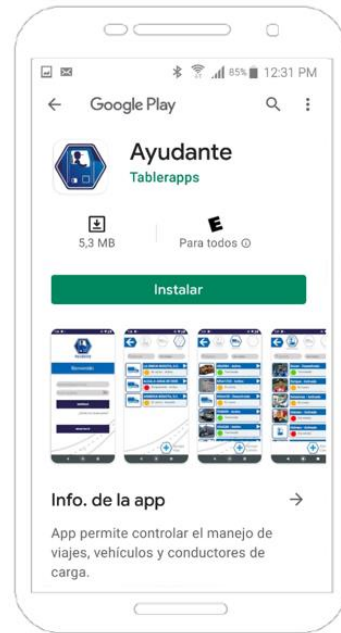 85% 12:31 PM
Google Play
Ayudante
Tablerapps
5,3 MB
E
Para todos
Instalar
Bienvenido
Info. de la app
App permite controlar el manejo de
viajes, vehículos y conductores de
carga.